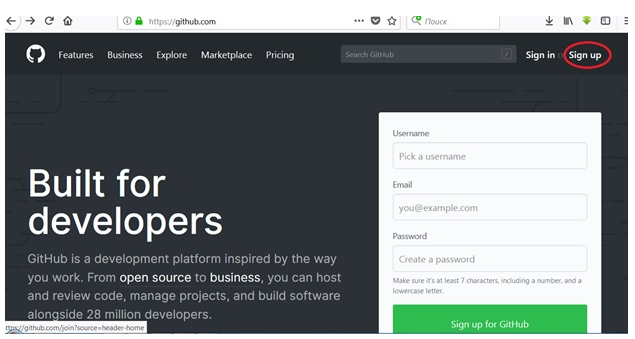 https://github.com
Поиск
Features Business Explore Marketplace Pricing
Search GitHub /
Sign in or Sign up
Built for
developers
GitHub is a development platform inspired by the way
you work. From open source to business, you can host
and review code, manage projects, and build software
alongside 28 million developers.
Username
Pick a username
Email
you@example.com
Password
Create a password
Make sure it's at least 7 characters, including a number, and a
lowercase letter.
Sign up for GitHub
ttps://github.com/join?source=header-home